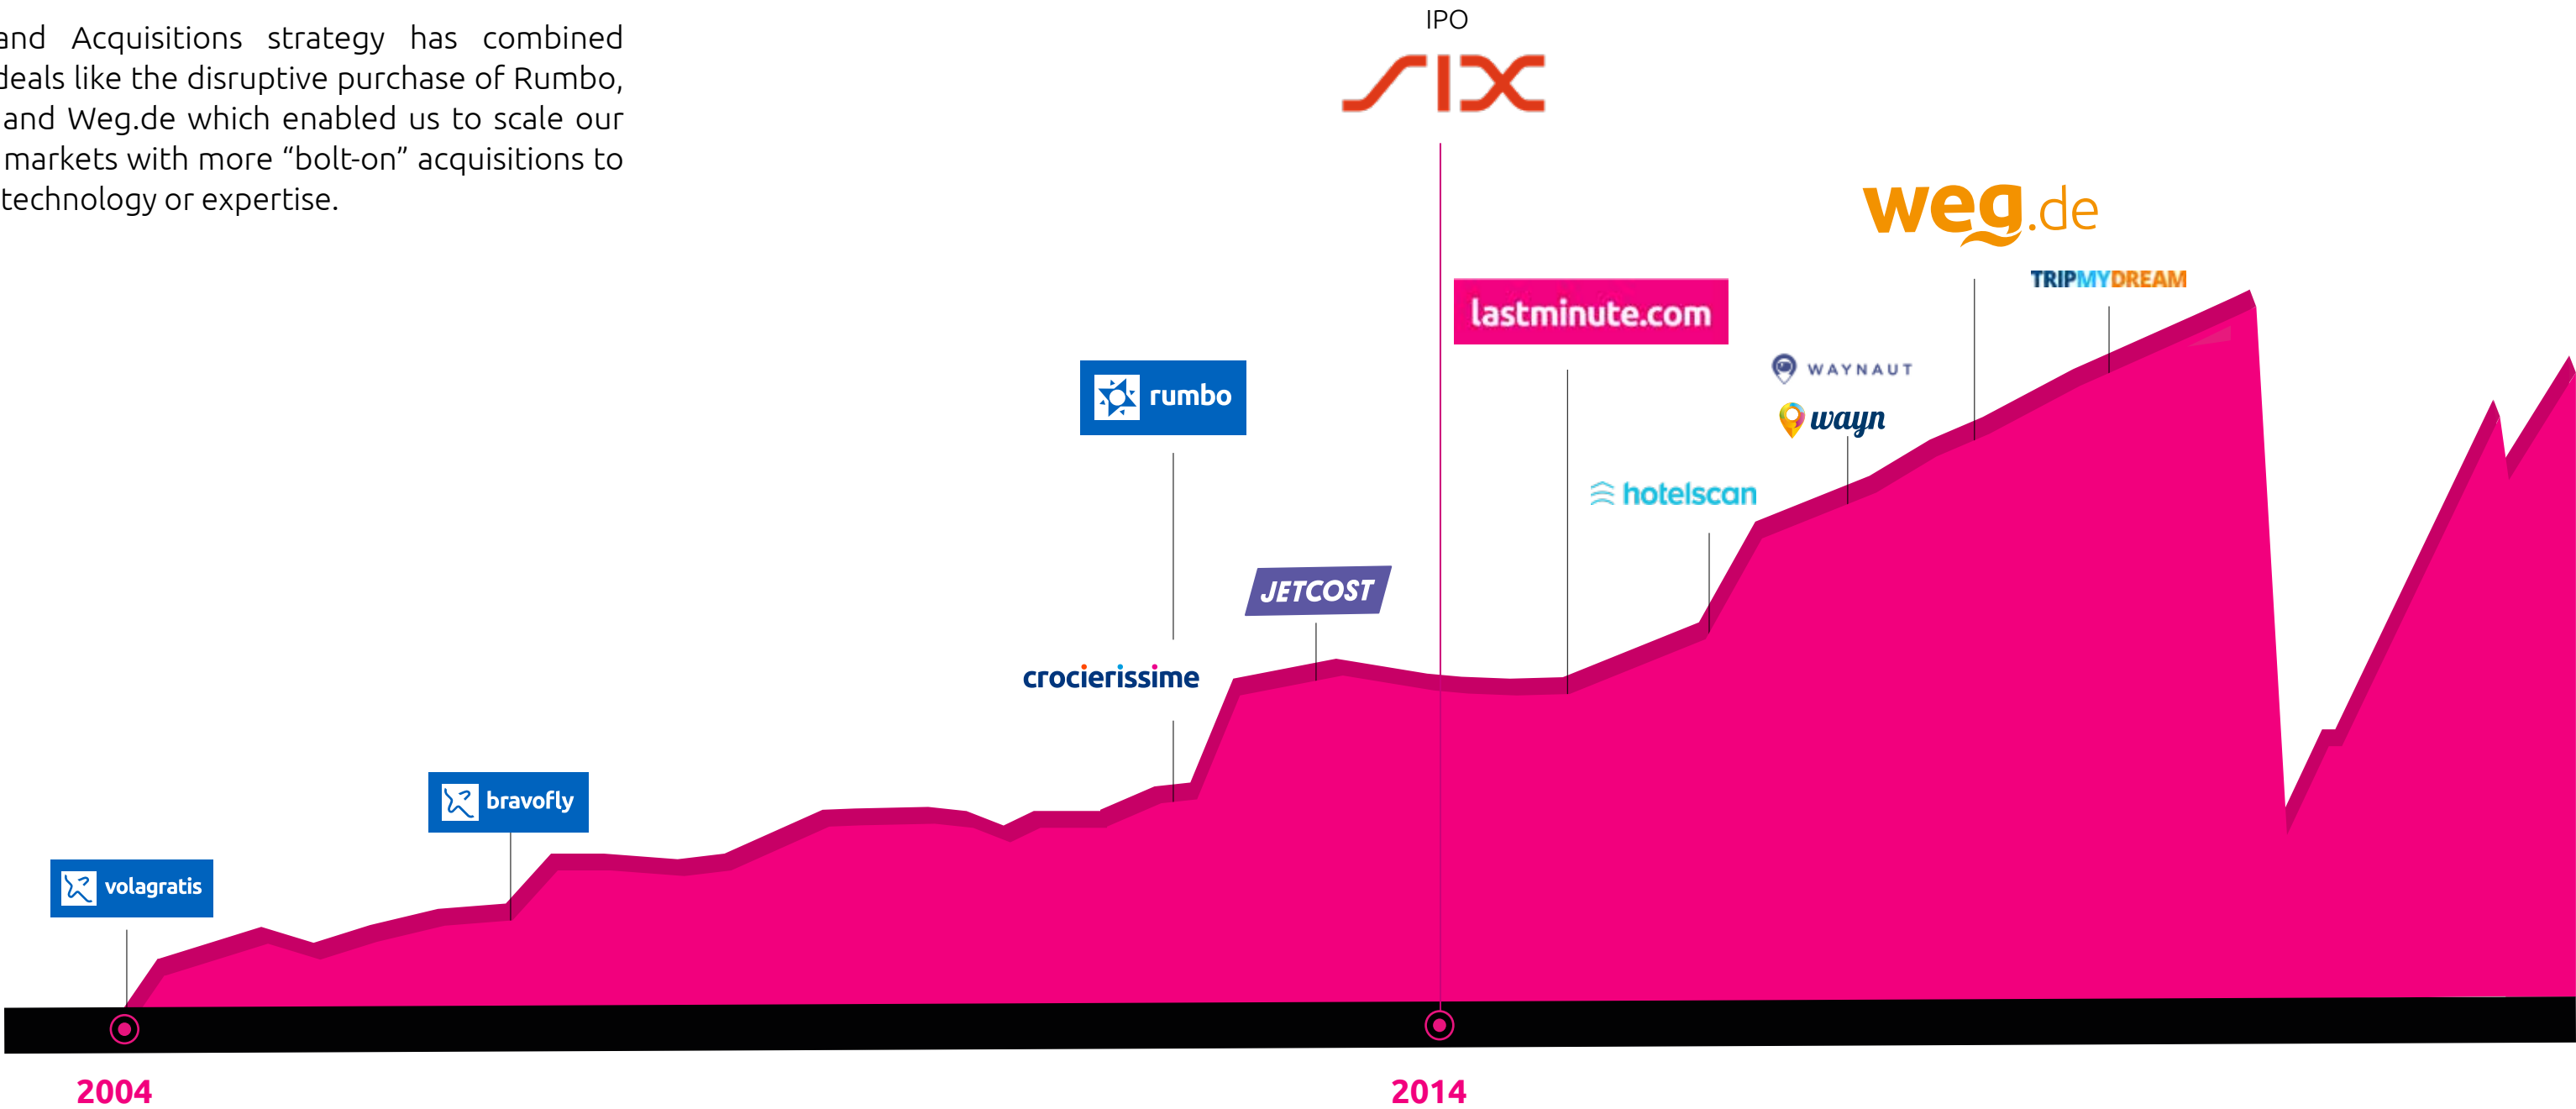 and Acquisitions strategy has combined
deals like the disruptive purchase of Rumbo,
and Weg.de which enabled us to scale our
markets with more “bolt-on” acquisitions to
technology or expertise.
IPO
SIX
weg.de
TRIPMYDREAM
lastminute.com
WAYNAUT
wayn
rumbo
hotelscan
JETCOST
crocierissime
bravofly
volagratis
2004
2014